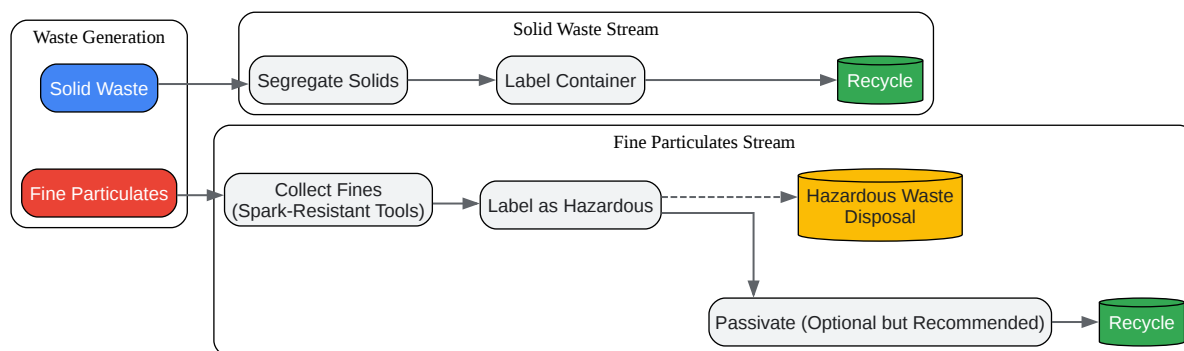 Waste Generation
Solid Waste
Fine Particulates
Solid Waste Stream
Segregate Solids
Label Container
Recycle
Fine Particulates Stream
Collect Fines
(Spark-Resistant Tools)
Label as Hazardous
Hazardous Waste
Disposal
Passivate (Optional but Recommended)
Recycle